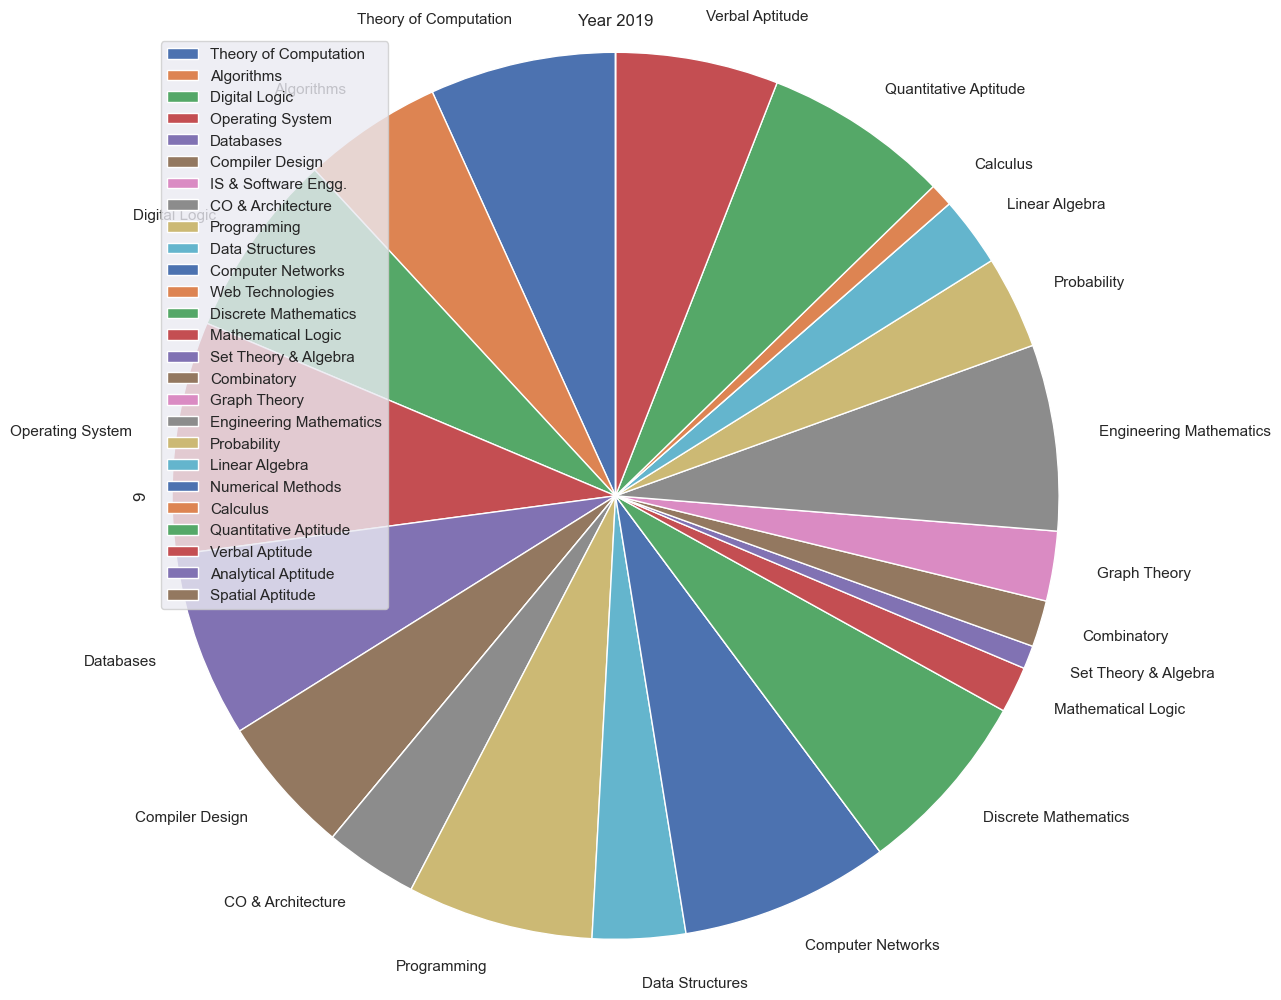 Year 2019
Theory of Computation
Algorithms
Digital Logic
Operating System
Databases
Compiler Design
CO & Architecture
Programming
Data Structures
Computer Networks
Discrete Mathematics
Mathematical Logic
Set Theory & Algebra
Combinatory
Graph Theory
Engineering Mathematics
Probability
Linear Algebra
Calculus
Quantitative Aptitude
Verbal Aptitude
9
Theory of Computation
Algorithms
Digital Logic
Operating System
Databases
Compiler Design
IS & Software Engg.
CO & Architecture
Programming
Data Structures
Computer Networks
Web Technologies
Discrete Mathematics
Mathematical Logic
Set Theory & Algebra
Combinatory
Graph Theory
Engineering Mathematics
Probability
Linear Algebra
Numerical Methods
Calculus
Quantitative Aptitude
Verbal Aptitude
Analytical Aptitude
Spatial Aptitude